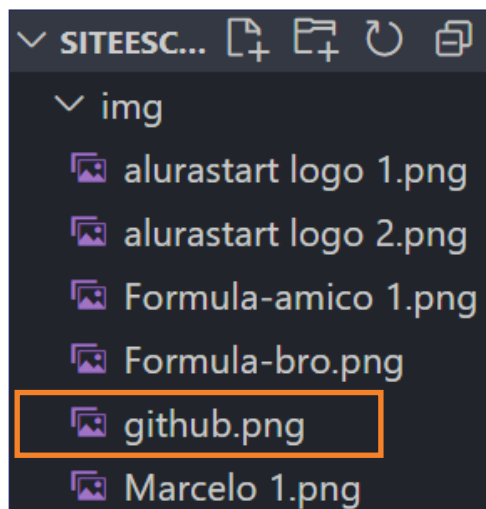 SITEESC...
img
alurastart logo 1.png
alurastart logo 2.png
Formula-amico 1.png
Formula-bro.png
github.png
Marcelo 1.png